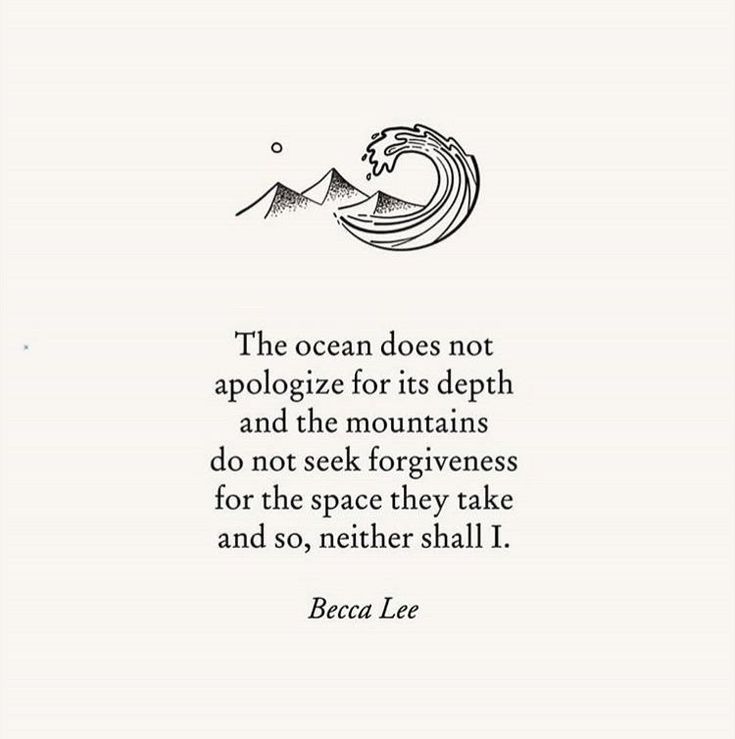 The ocean does not
apologize for its depth
and the mountains
do not seek forgiveness
for the space they take
and so, neither shall I.
Becca Lee